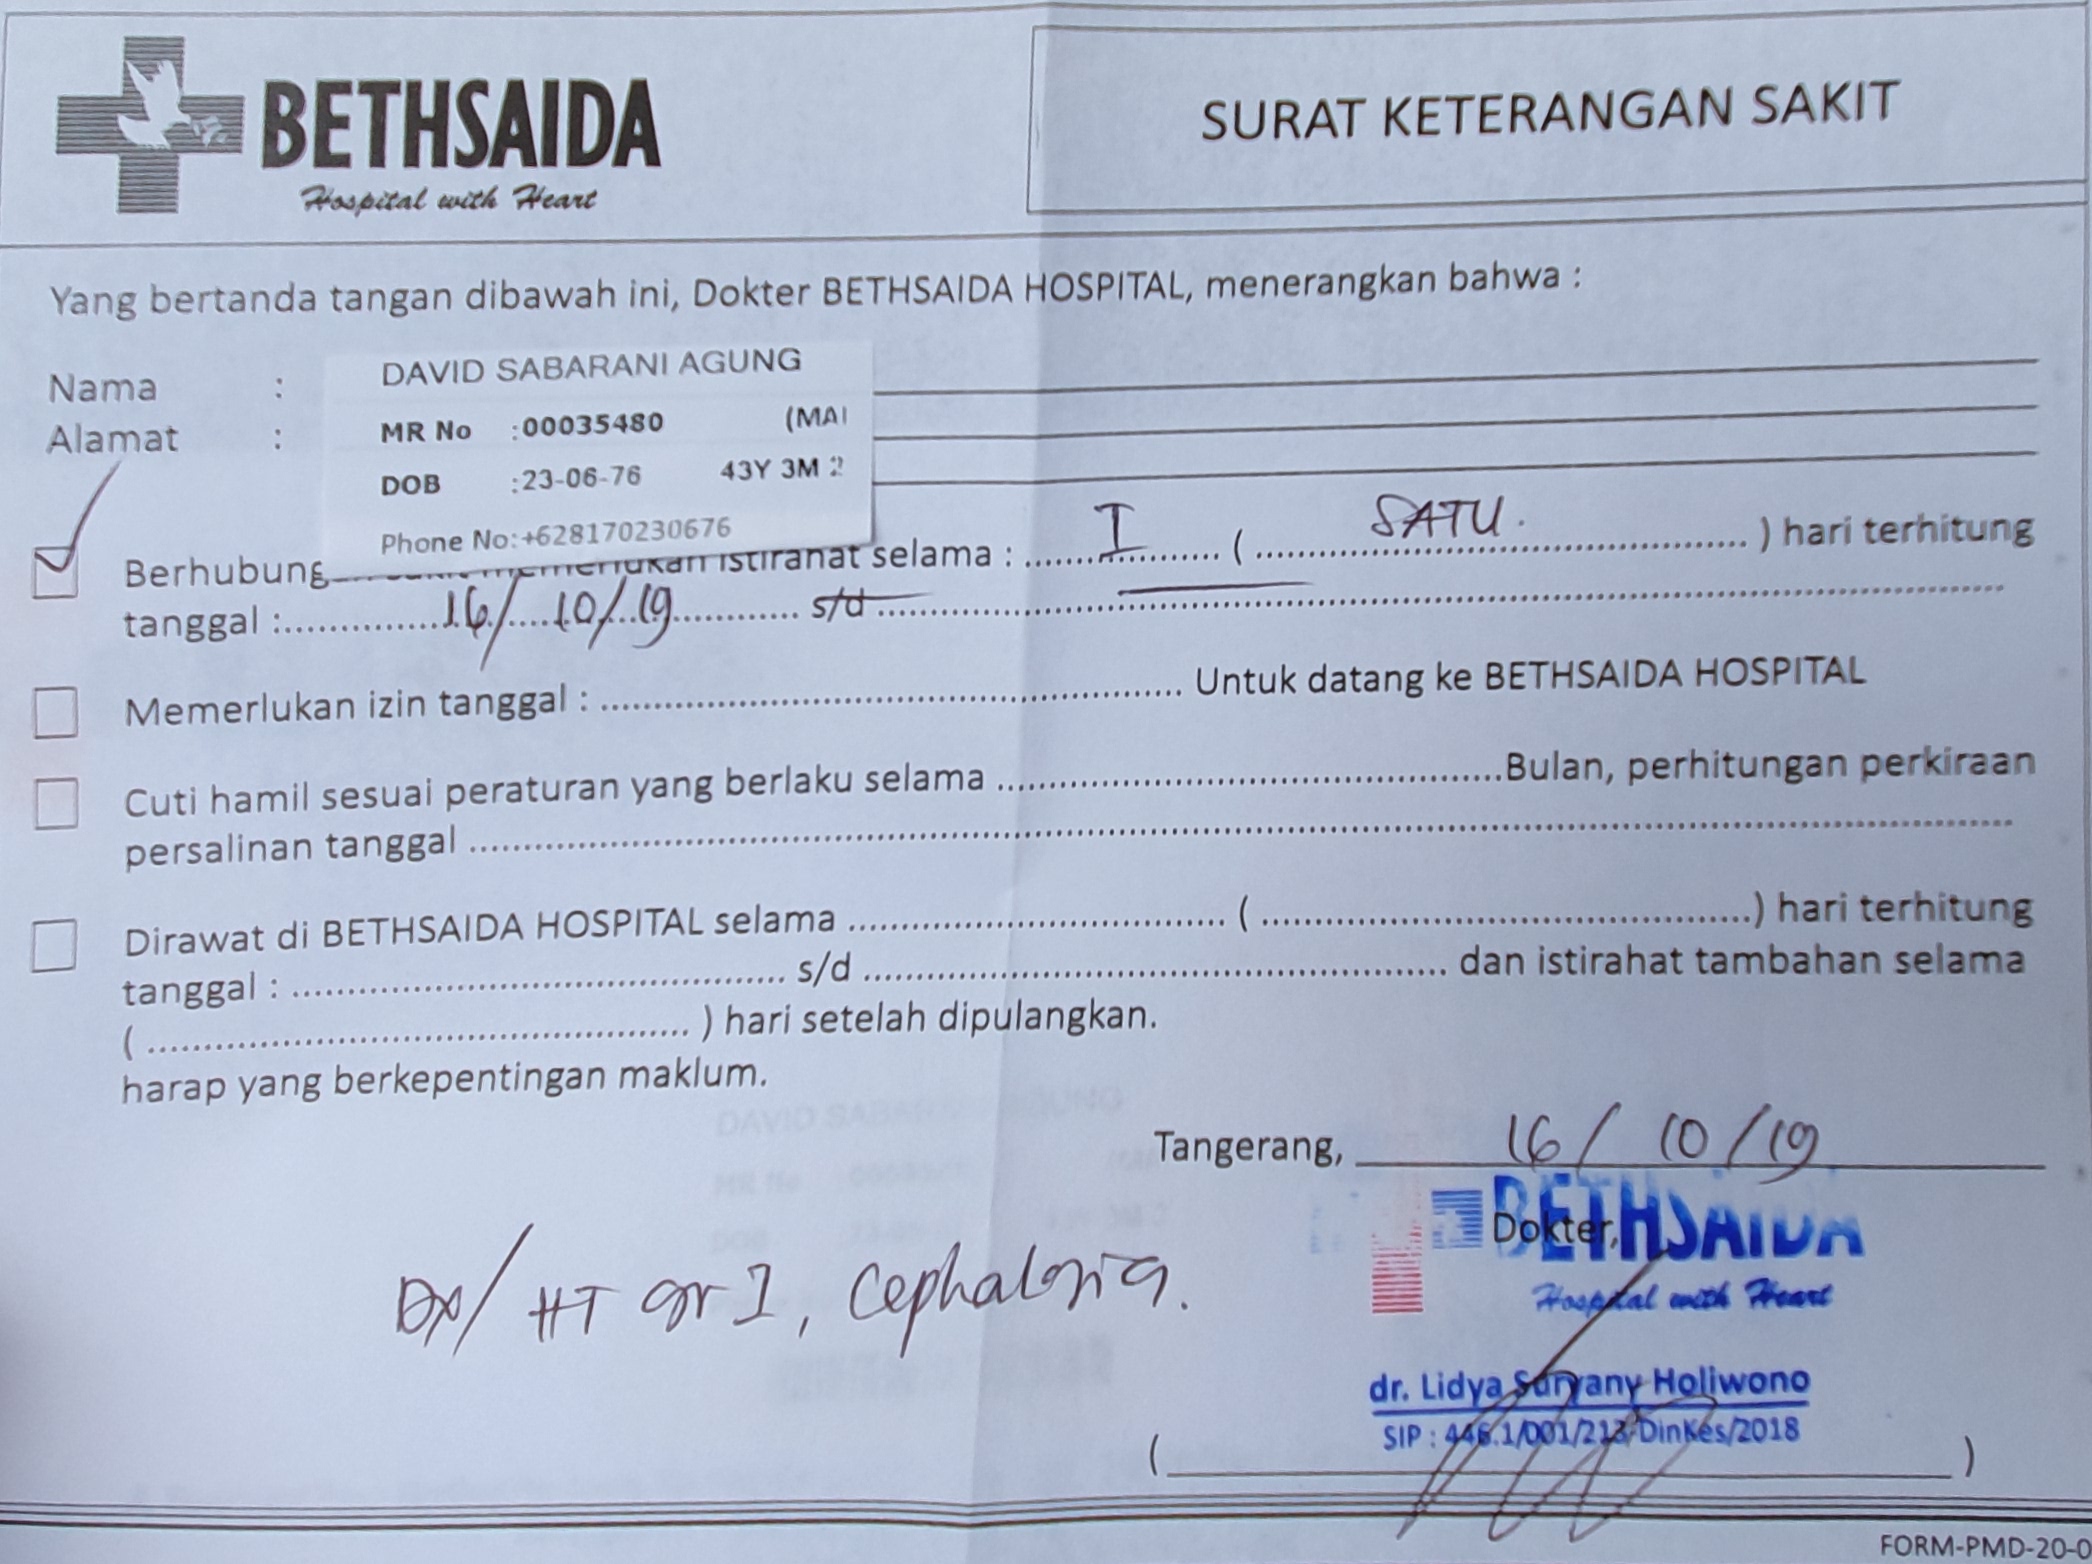 BETHSAIDA
Hospital with Heart
SURAT KETERANGAN SAKIT
Yang bertanda tangan dibawah ini, Dokter BETHSAIDA HOSPITAL, menerangkan bahwa :
Nama :
DAVID SABARANI AGUNG
Alamat :
MR No :00035480 (MAI
DOB :23-06-76 43Y 3M 2
Phone No:+628170230676
Berhubung memerlukan istirahat selama : I ( SATU. ) hari terhitung
tanggal : 16/10/19 s/d
Memerlukan izin tanggal : Untuk datang ke BETHSAIDA HOSPITAL
Cuti hamil sesuai peraturan yang berlaku selama Bulan, perhitungan perkiraan
persalinan tanggal
Dirawat di BETHSAIDA HOSPITAL selama ( ) hari terhitung
tanggal : s/d dan istirahat tambahan selama
( ) hari setelah dipulangkan.
harap yang berkepentingan maklum.
Tangerang, 16/10/19
BETHSAIDA
Dokter,
Hospital with Heart
Dx/ HT gr I, Cephalgia.
dr. Lidya Suryany Holiwono
SIP : 446.1/001/213-Dinkes/2018
( )
FORM-PMD-20-0